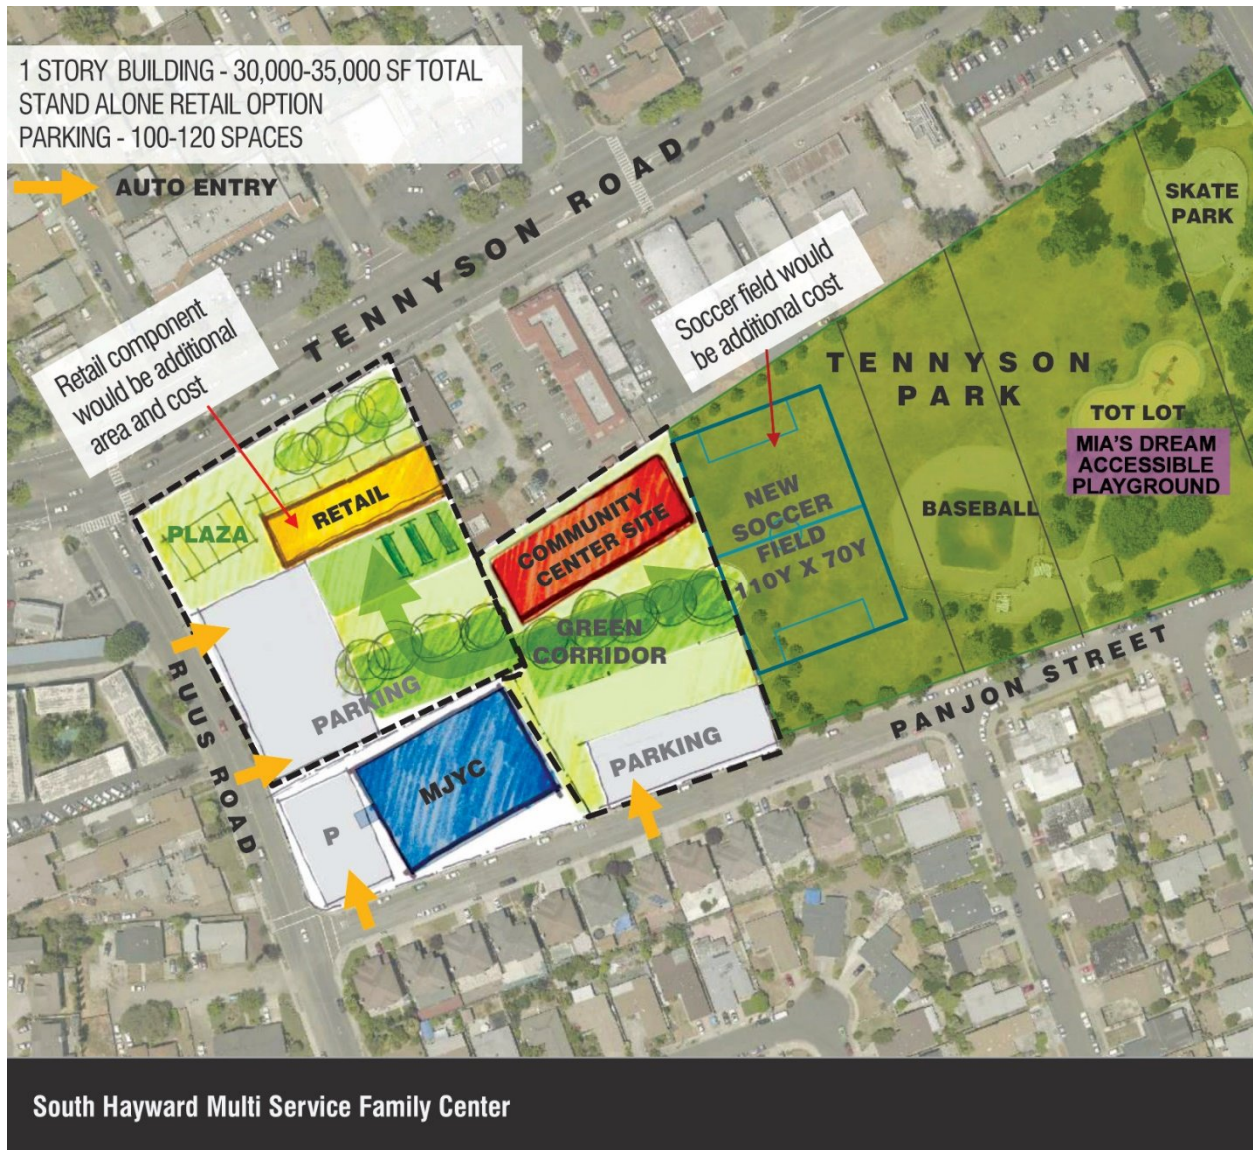 1 STORY BUILDING - 30,000-35,000 SF TOTAL
STAND ALONE RETAIL OPTION
PARKING - 100-120 SPACES
AUTO ENTRY
TENNYSON ROAD
SKATE
PARK
Retail component
would be additional
area and cost
Soccer field would
be additional cost
TENNYSON
PARK
TOT LOT
MIA'S DREAM
ACCESSIBLE
PLAYGROUND
PLAZA
RETAIL
COMMUNITY
CENTER SITE
NEW
SOCCER
FIELD
110Y X 70Y
BASEBALL
GREEN
CORRIDOR
PARKING
RUUS ROAD
PANJON STREET
PARKING
MJYC
P
South Hayward Multi Service Family Center